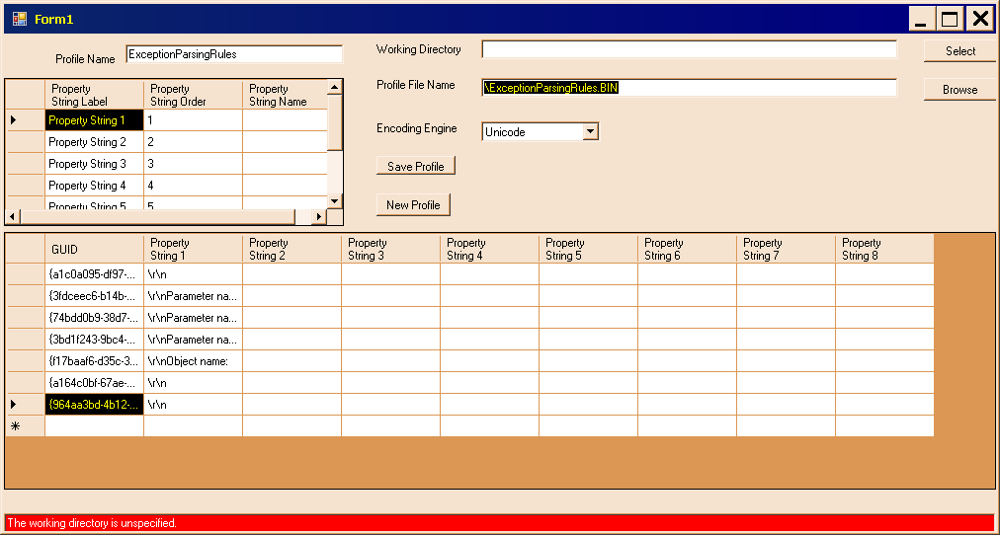 Form1
Profile Name ExceptionParsingRules
Working Directory
Select
Profile File Name \ExceptionParsingRules.BIN
Browse
Encoding Engine Unicode
Save Profile
New Profile
Property String Label Property String Order Property String Name
Property String 1 1
Property String 2 2
Property String 3 3
Property String 4 4
Property String 5 5
GUID Property String 1 Property String 2 Property String 3 Property String 4 Property String 5 Property String 6 Property String 7 Property String 8
{a1c0a095-df97-... \r\n
{3fdceec6-b14b-... \r\nParameter na...
{74bdd0b9-38d7-... \r\nParameter na...
{3bd1f243-9bc4-... \r\nParameter na...
{f17baaf6-d35c-3... \r\nObject name:
{a164c0bf-67ae-... \r\n
{964aa3bd-4b12-... \r\n
The working directory is unspecified.